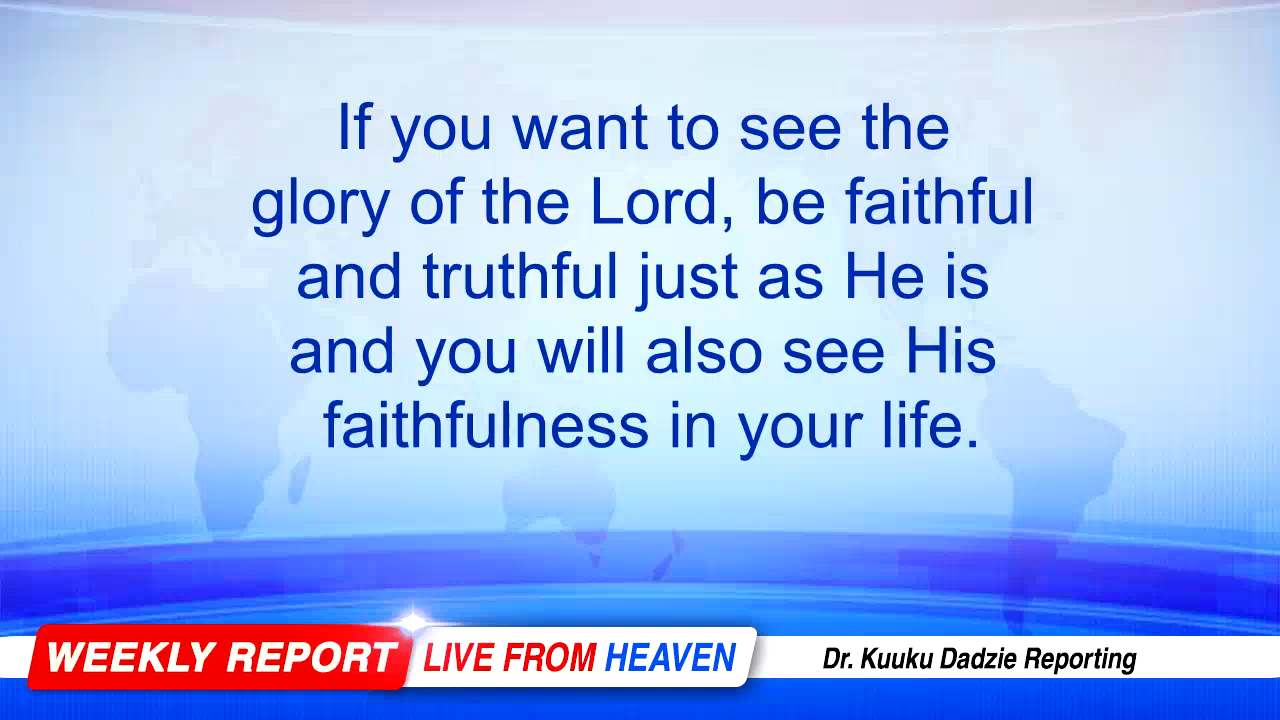 If you want to see the
glory of the Lord, be faithful
and truthful just as He is
and you will also see His
faithfulness in your life.
WEEKLY REPORT LIVE FROM HEAVEN Dr. Kuuku Dadzie Reporting